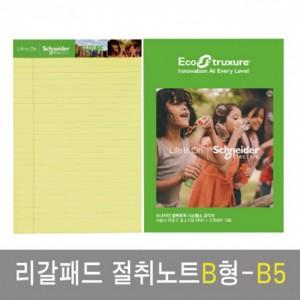 Life Is On | Schneider
Electric
EcoStruxure
Innovation At Every Level
Life Is On | Schneider
Electric
리갈패드 절취노트B형-B5